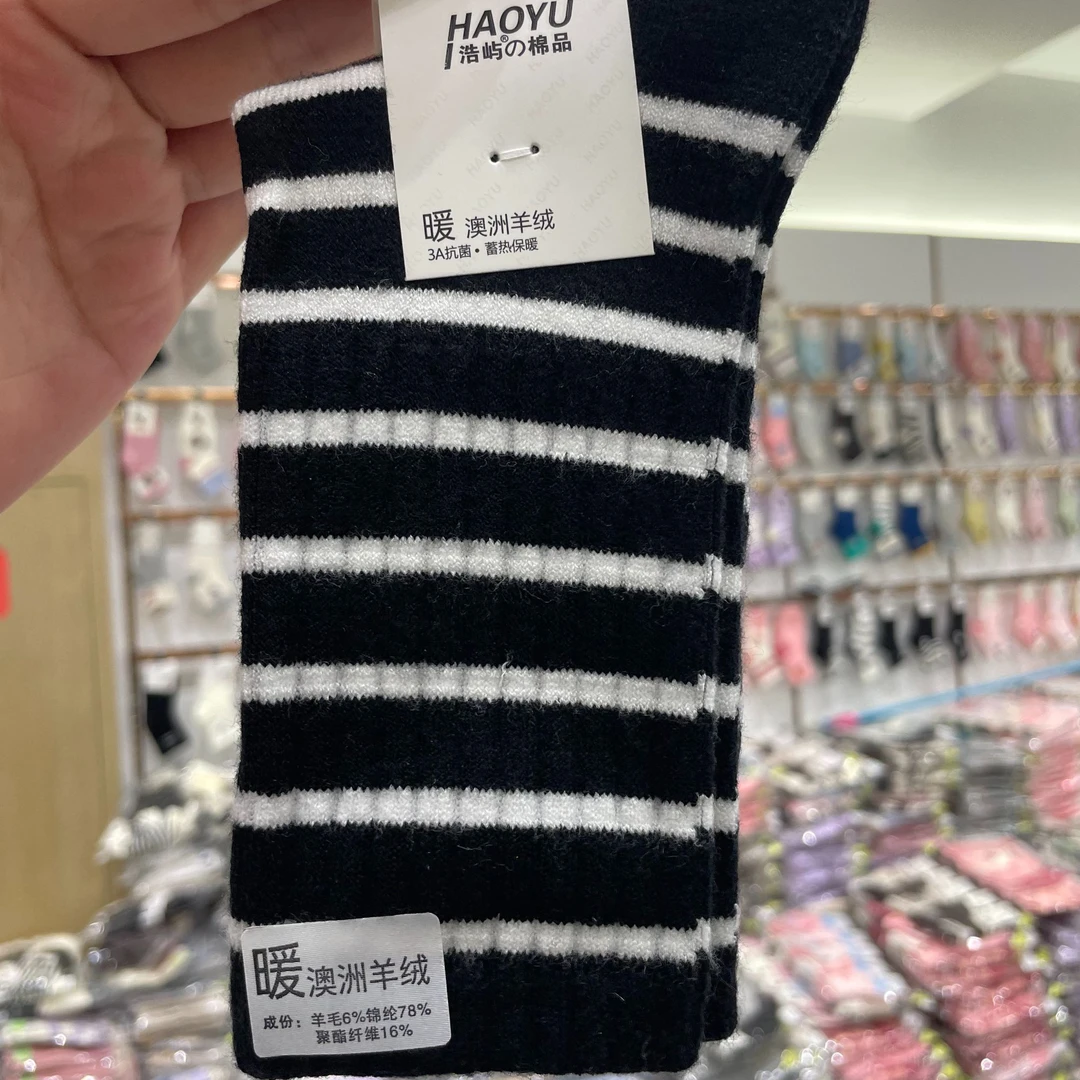 HAOYU
浩屿®の棉品
暖 澳洲羊绒
3A抗菌·蓄热保暖
暖澳洲羊绒
成份：羊毛6%锦纶78%
聚酯纤维16%